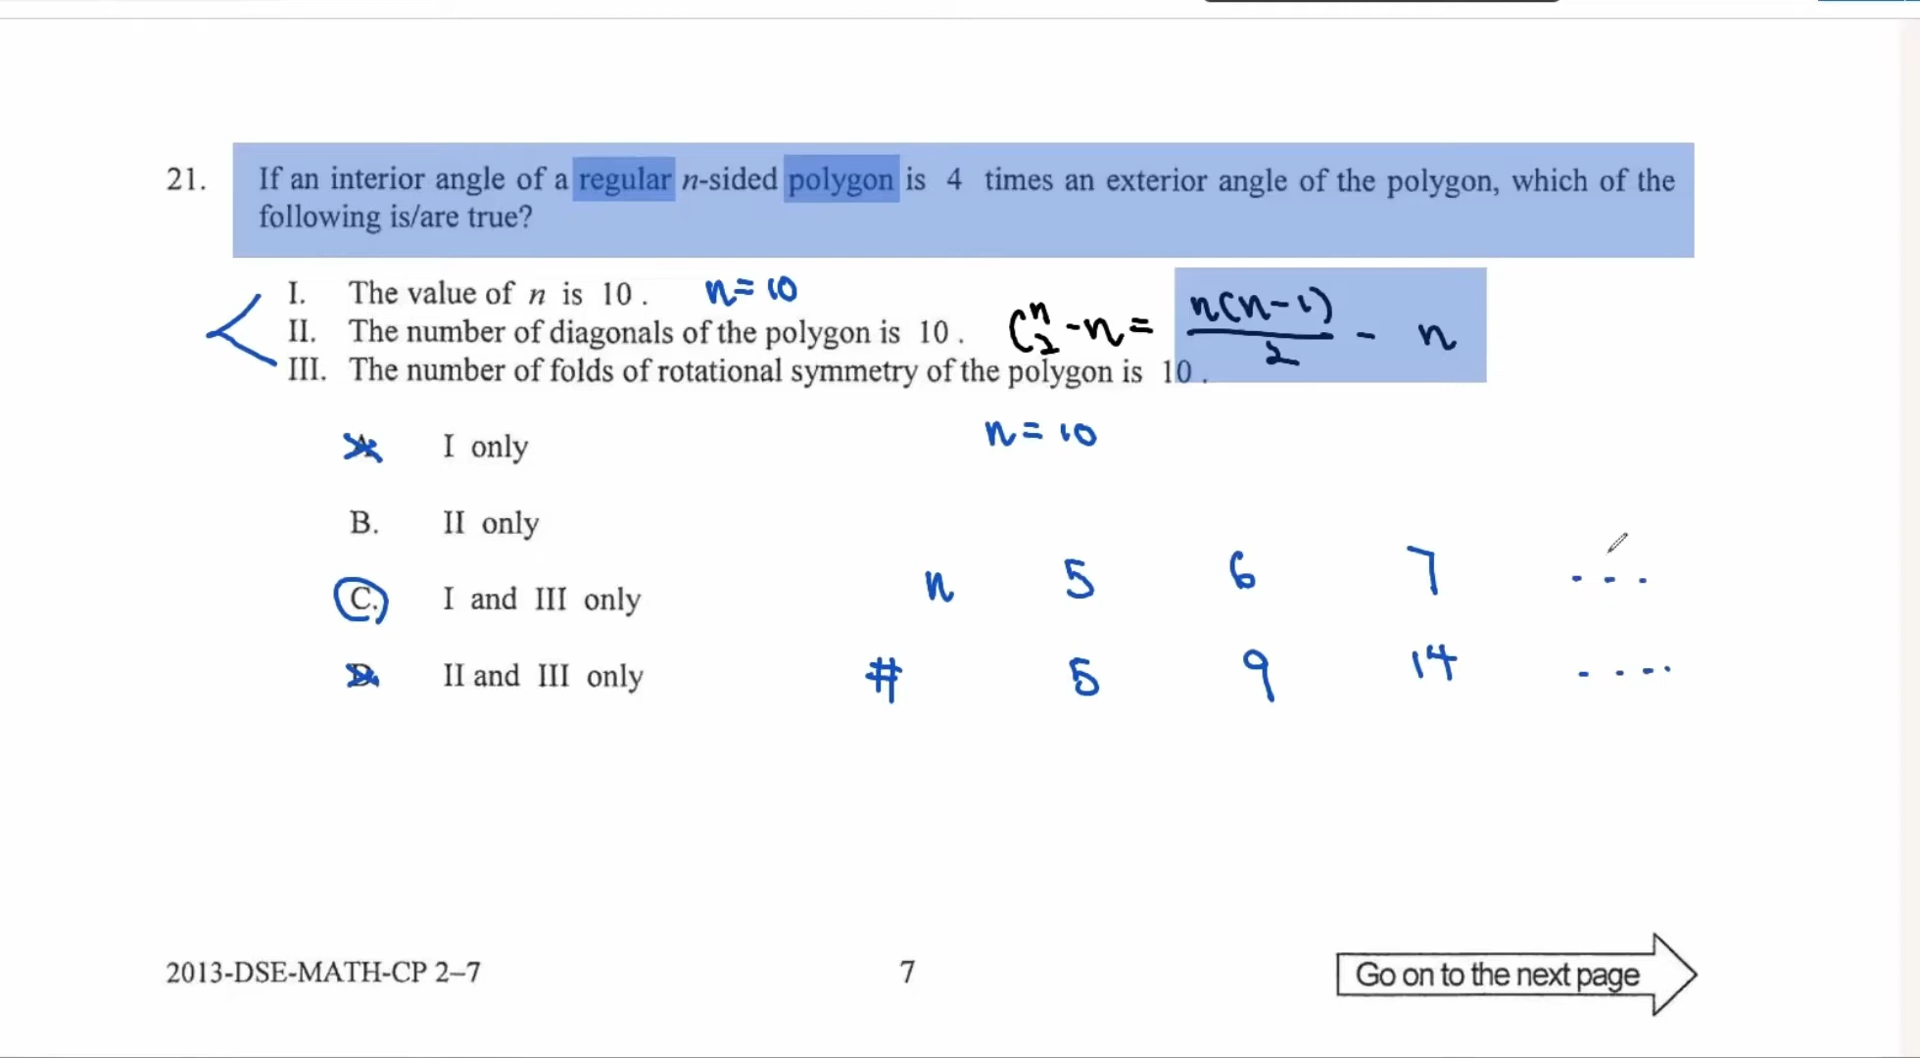 21. If an interior angle of a regular n-sided polygon is 4 times an exterior angle of the polygon, which of the
following is/are true?
I. The value of n is 10 . n = 10
II. The number of diagonals of the polygon is 10 . C₂ⁿ - n = n(n-1)/2 - n
III. The number of folds of rotational symmetry of the polygon is 10 .
n = 10
A. I only
B. II only
C. I and III only
D. II and III only
n 5 6 7 ...
# 5 9 14 ....
2013-DSE-MATH-CP 2–7
7
Go on to the next page